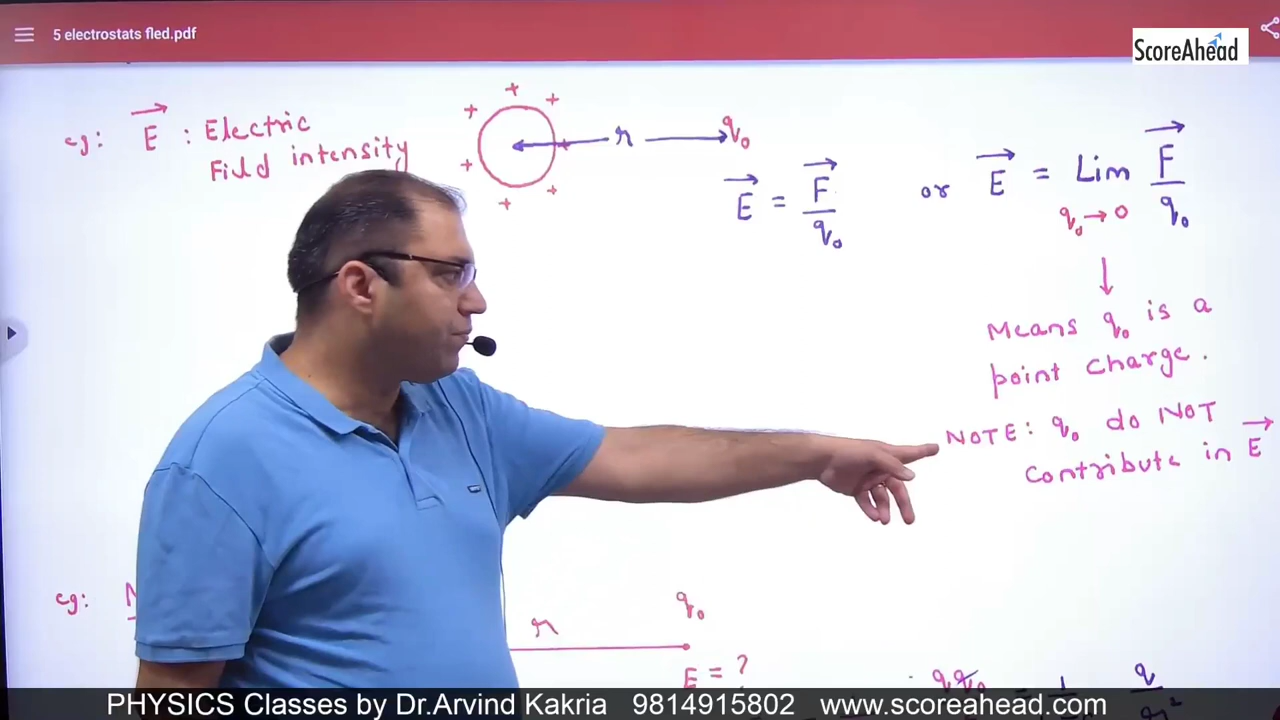 5 electrostats fled.pdf
ScoreAhead
eg: E : Electric
Field intensity
+ + + + + + + +
r q₀
E = F/q₀
or E = Lim F/q₀
q₀→0
Means q₀ is a
point charge.
NOTE: q₀ do NOT
Contribute in E
eg:
r q₀
E = ?
qq₀ = q/r²
PHYSICS Classes by Dr.Arvind Kakria 9814915802 www.scoreahead.com